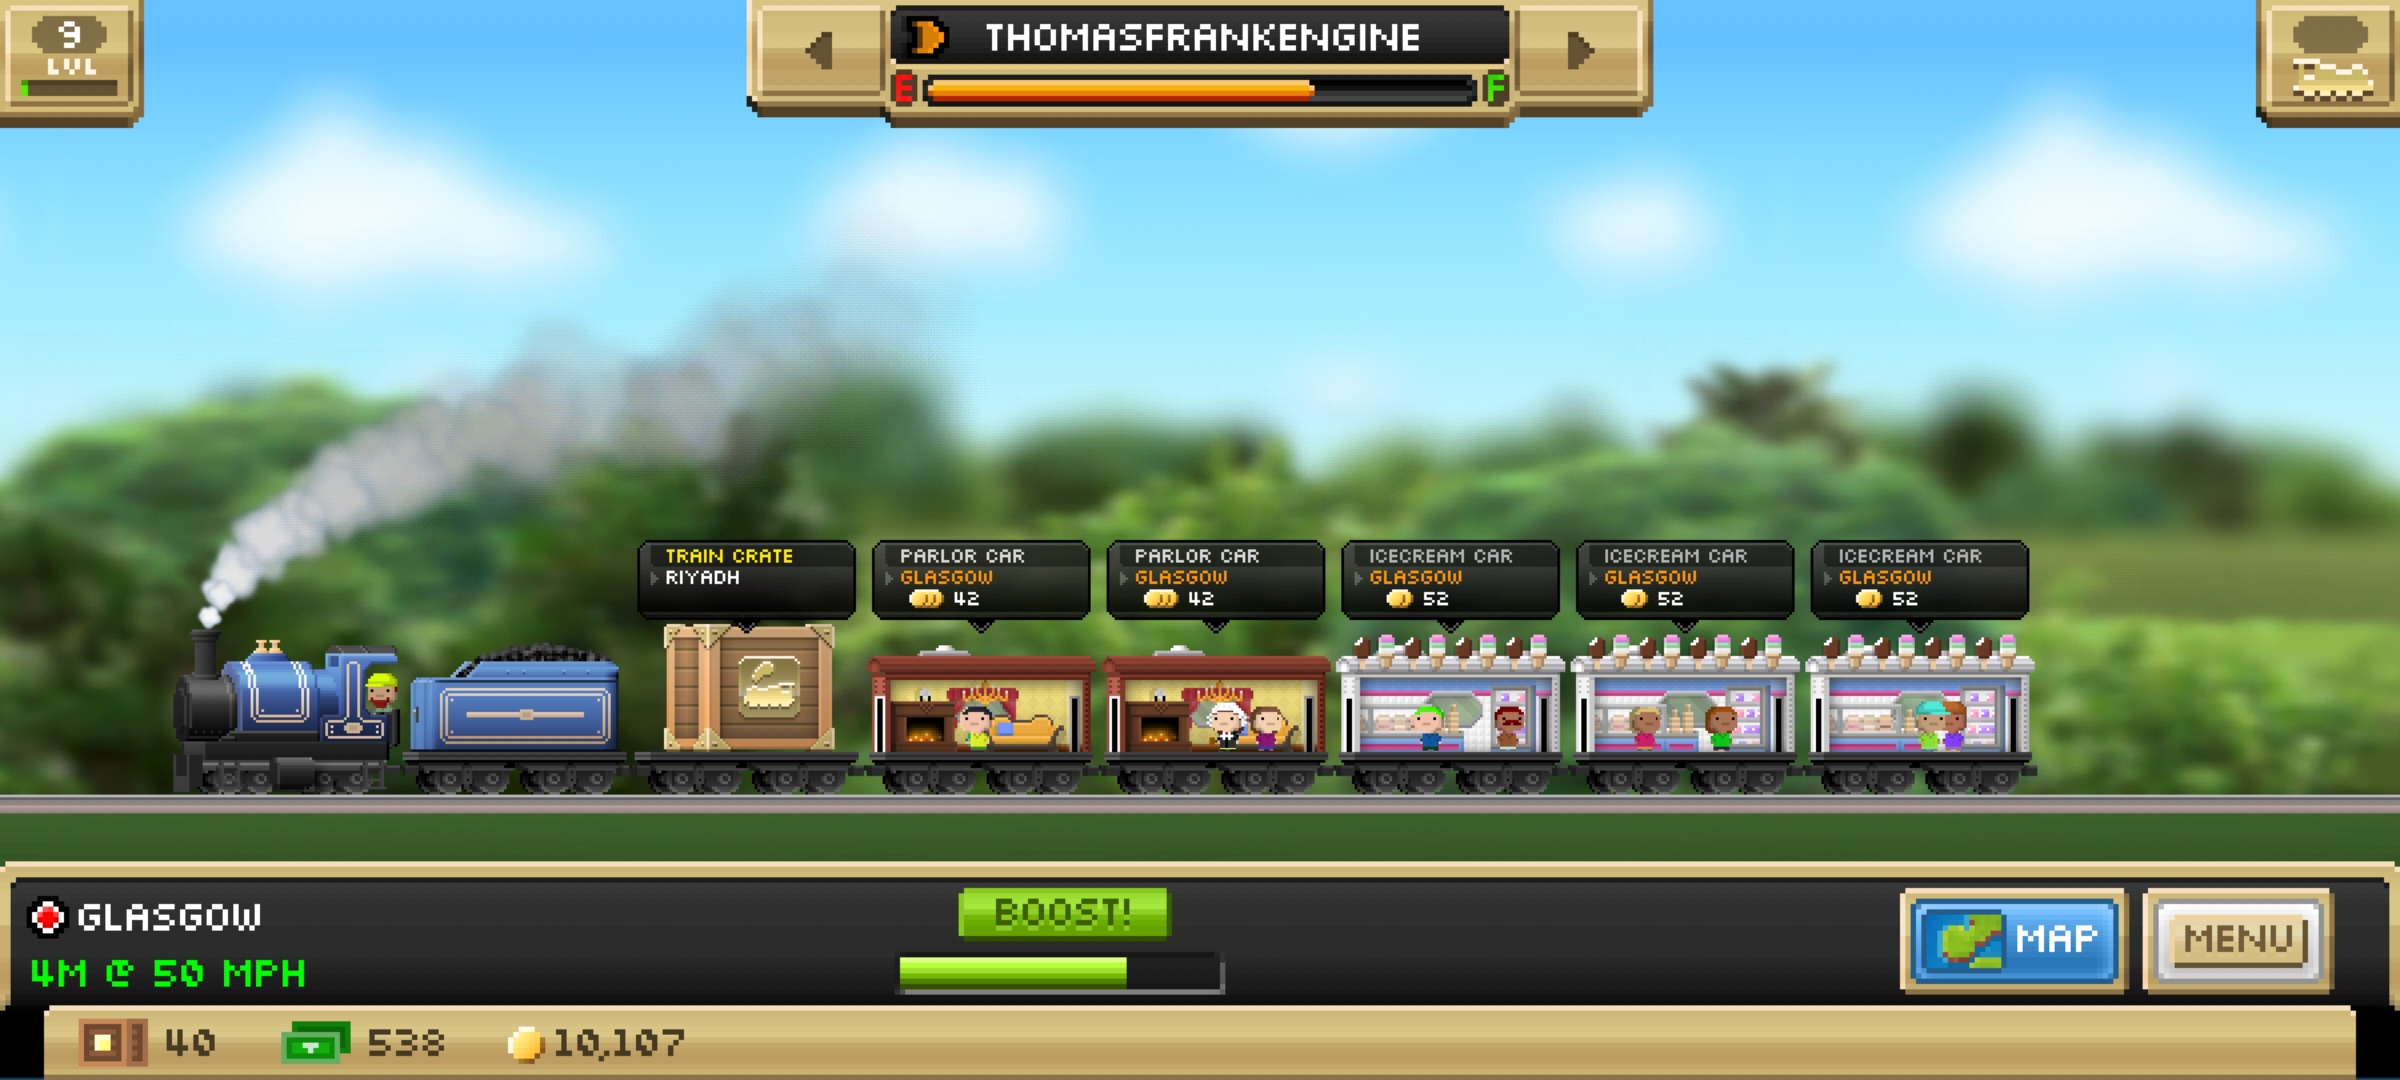 9
LVL
THOMASFRANKENGINE
E F
TRAIN CRATE
RIYADH
PARLOR CAR
GLASGOW
42
PARLOR CAR
GLASGOW
42
ICECREAM CAR
GLASGOW
52
ICECREAM CAR
GLASGOW
52
ICECREAM CAR
GLASGOW
52
GLASGOW
4M @ 50 MPH
BOOST!
MAP
MENU
40
538
10,107